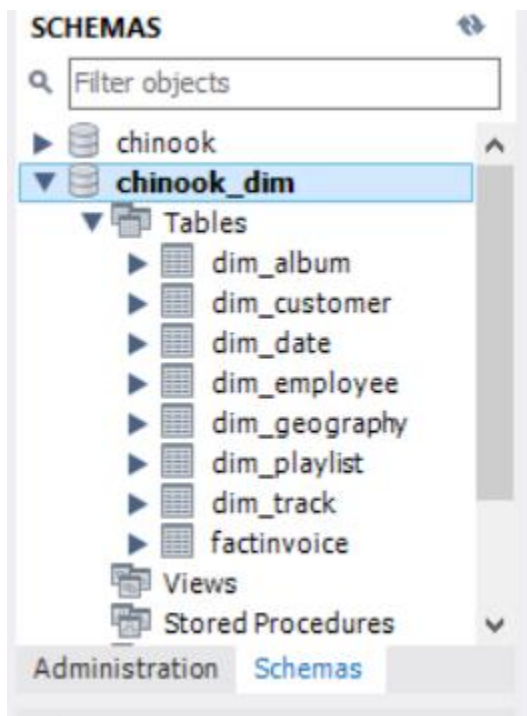 SCHEMAS
Filter objects
chinook
chinook_dim
Tables
dim_album
dim_customer
dim_date
dim_employee
dim_geography
dim_playlist
dim_track
factinvoice
Views
Stored Procedures
Administration Schemas